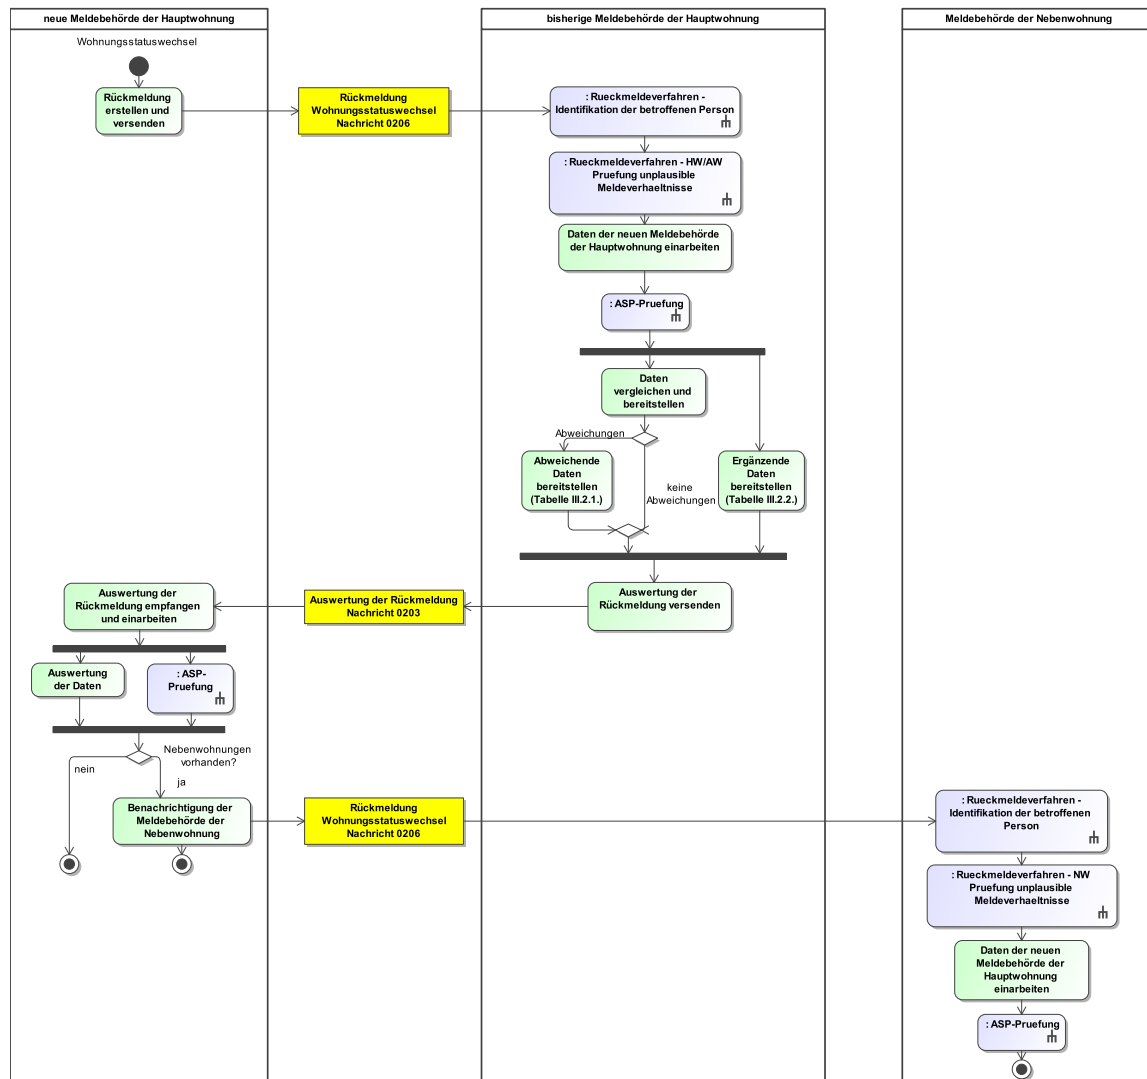 neue Meldebehörde der Hauptwohnung
bisherige Meldebehörde der Hauptwohnung
Meldebehörde der Nebenwohnung
Wohnungsstatuswechsel
Rückmeldung
erstellen und
versenden
Rückmeldung
Wohnungsstatuswechsel
Nachricht 0206
: Rueckmeldeverfahren -
Identifikation der betroffenen Person
: Rueckmeldeverfahren - HW/AW
Pruefung unplausible
Meldeverhaeltnisse
Daten der neuen Meldebehörde
der Hauptwohnung einarbeiten
: ASP-Pruefung
Daten
vergleichen und
bereitstellen
Abweichungen
Abweichende
Daten
bereitstellen
(Tabelle III.2.1.)
keine
Abweichungen
Ergänzende
Daten
bereitstellen
(Tabelle III.2.2.)
Auswertung der
Rückmeldung versenden
Auswertung der Rückmeldung
Nachricht 0203
Auswertung der
Rückmeldung empfangen
und einarbeiten
Auswertung
der Daten
: ASP-
Pruefung
Nebenwohnungen
vorhanden?
nein
ja
Benachrichtigung der
Meldebehörde der
Nebenwohnung
Rückmeldung
Wohnungsstatuswechsel
Nachricht 0206
: Rueckmeldeverfahren -
Identifikation der betroffenen
Person
: Rueckmeldeverfahren - NW
Pruefung unplausible
Meldeverhaeltnisse
Daten der neuen
Meldebehörde der
Hauptwohnung
einarbeiten
: ASP-Pruefung